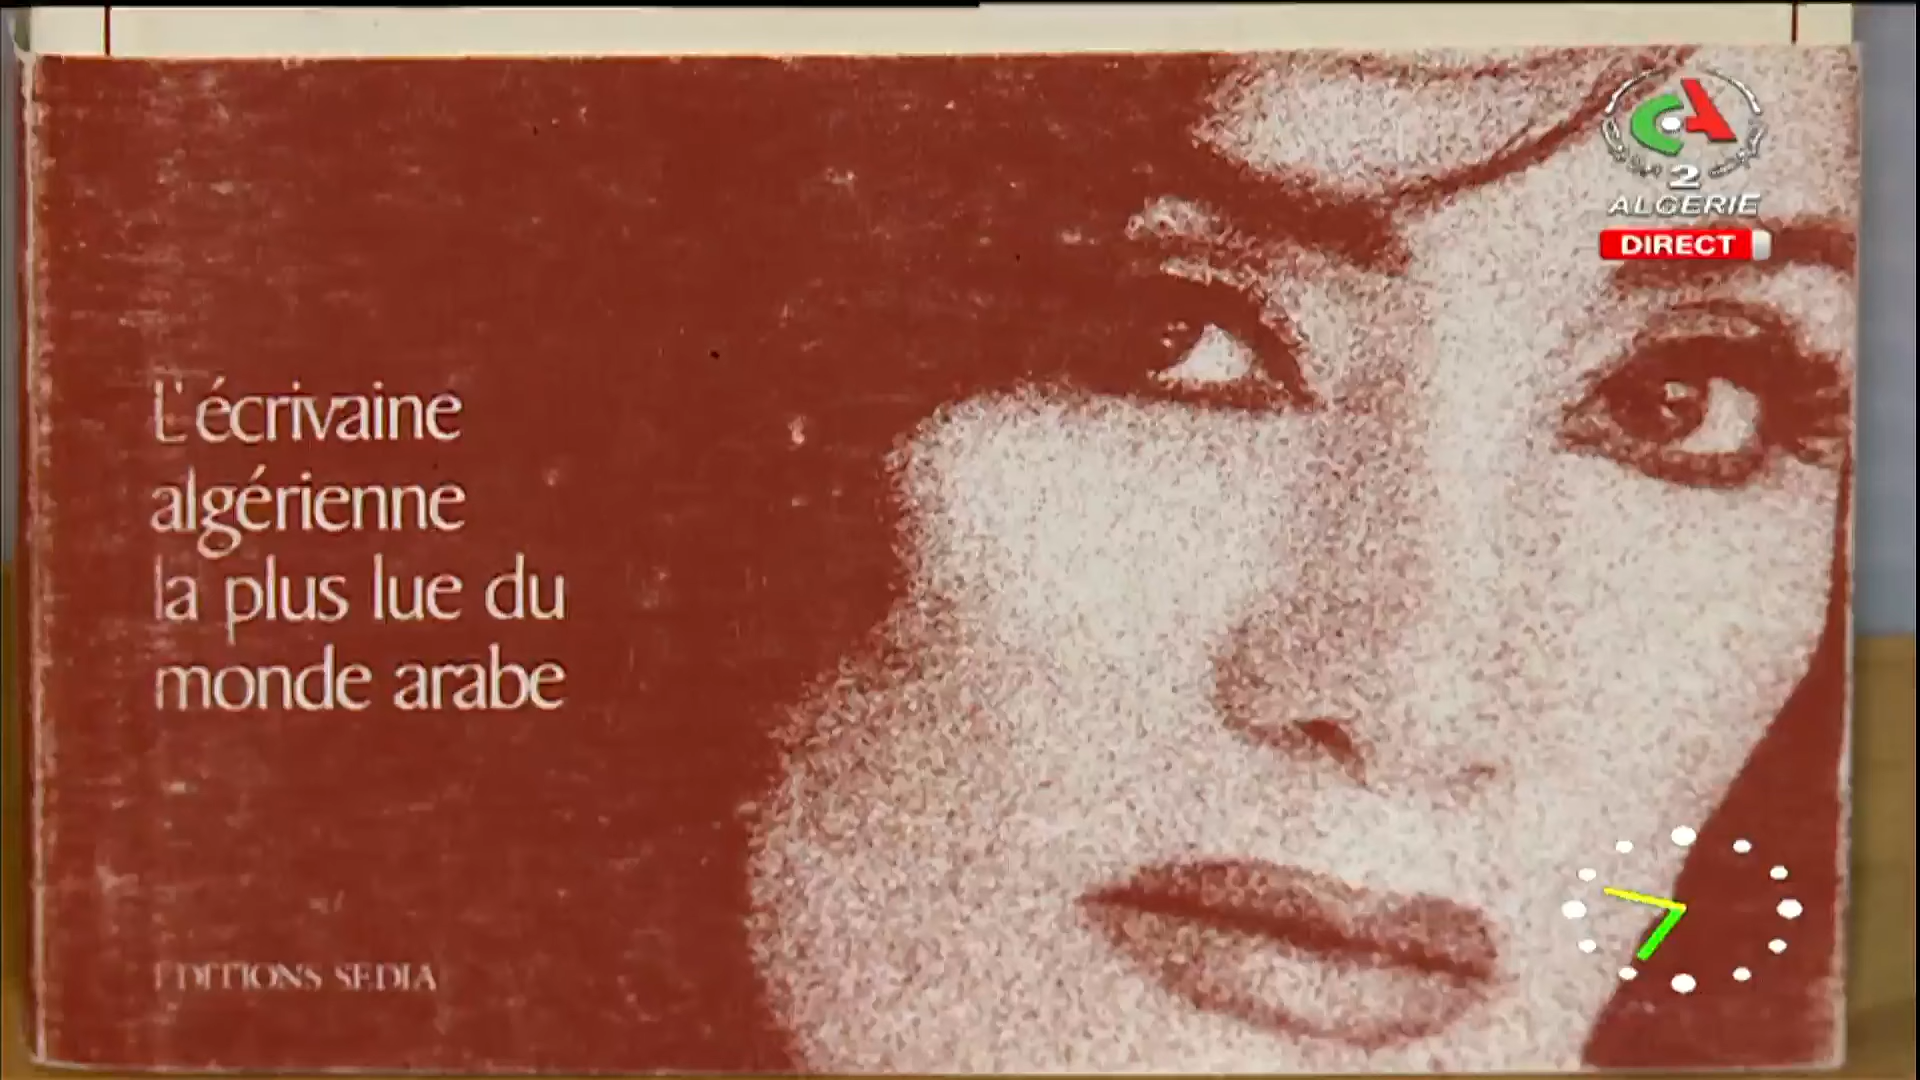 L'écrivaine
algérienne
la plus lue du
monde arabe
EDITIONS SEDIA
2
ALGERIE
DIRECT